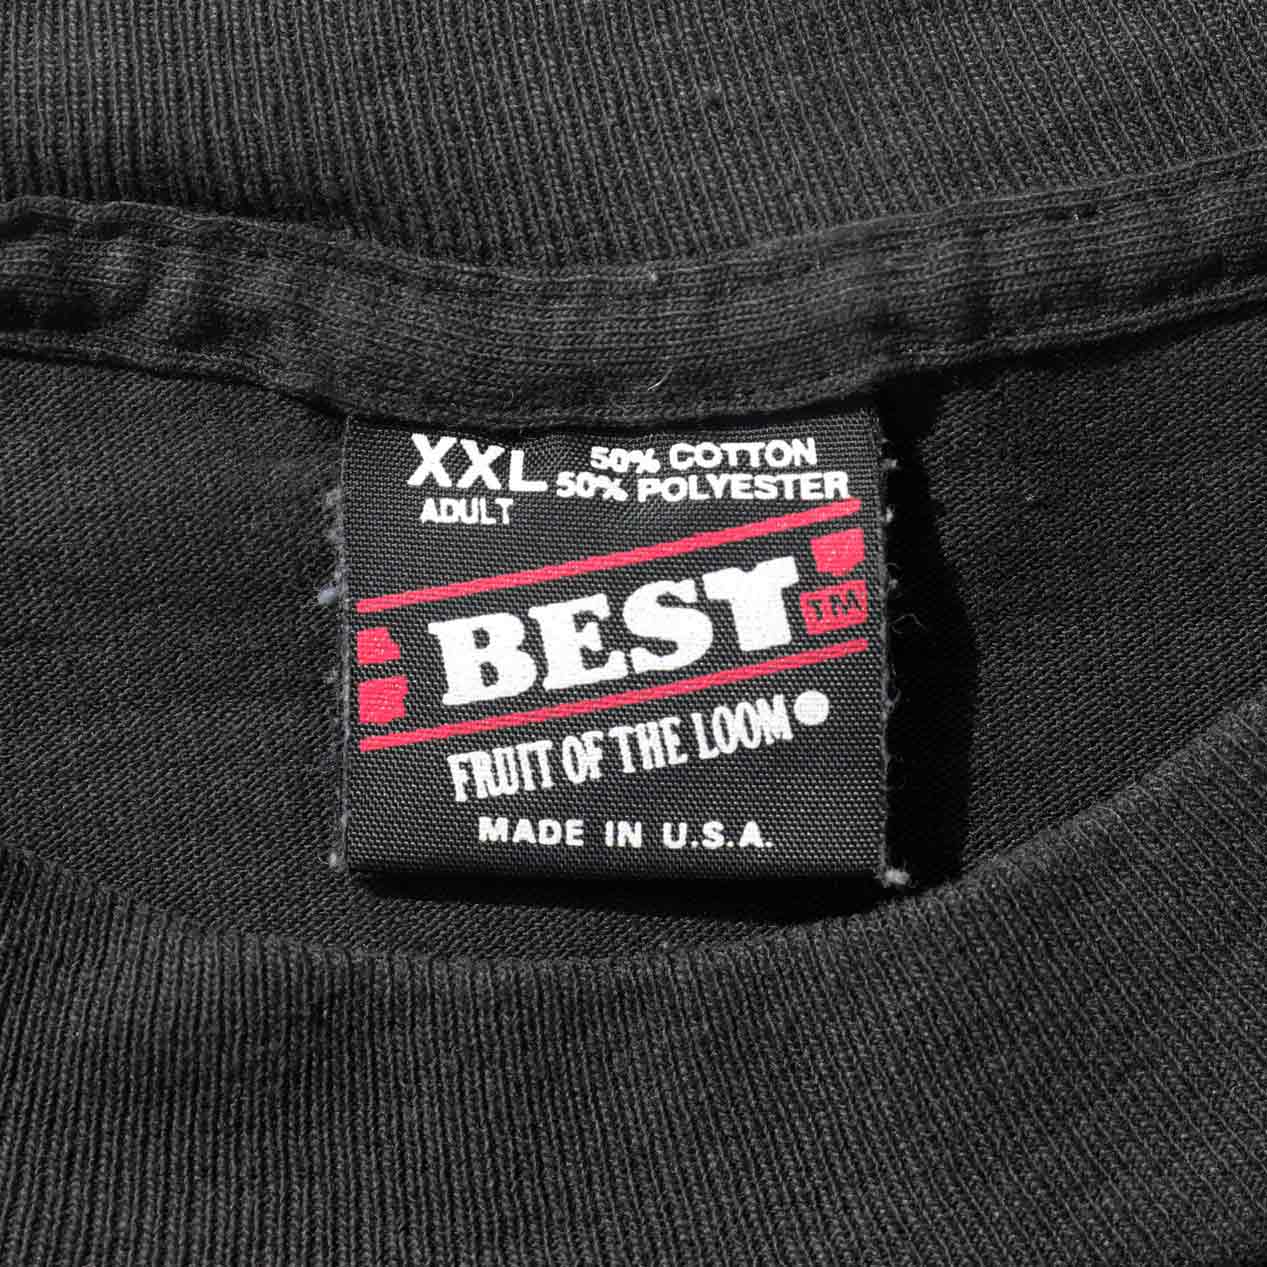 XXL
ADULT
50% COTTON
50% POLYESTER
BEST
TM
FRUIT OF THE LOOM
MADE IN U.S.A.